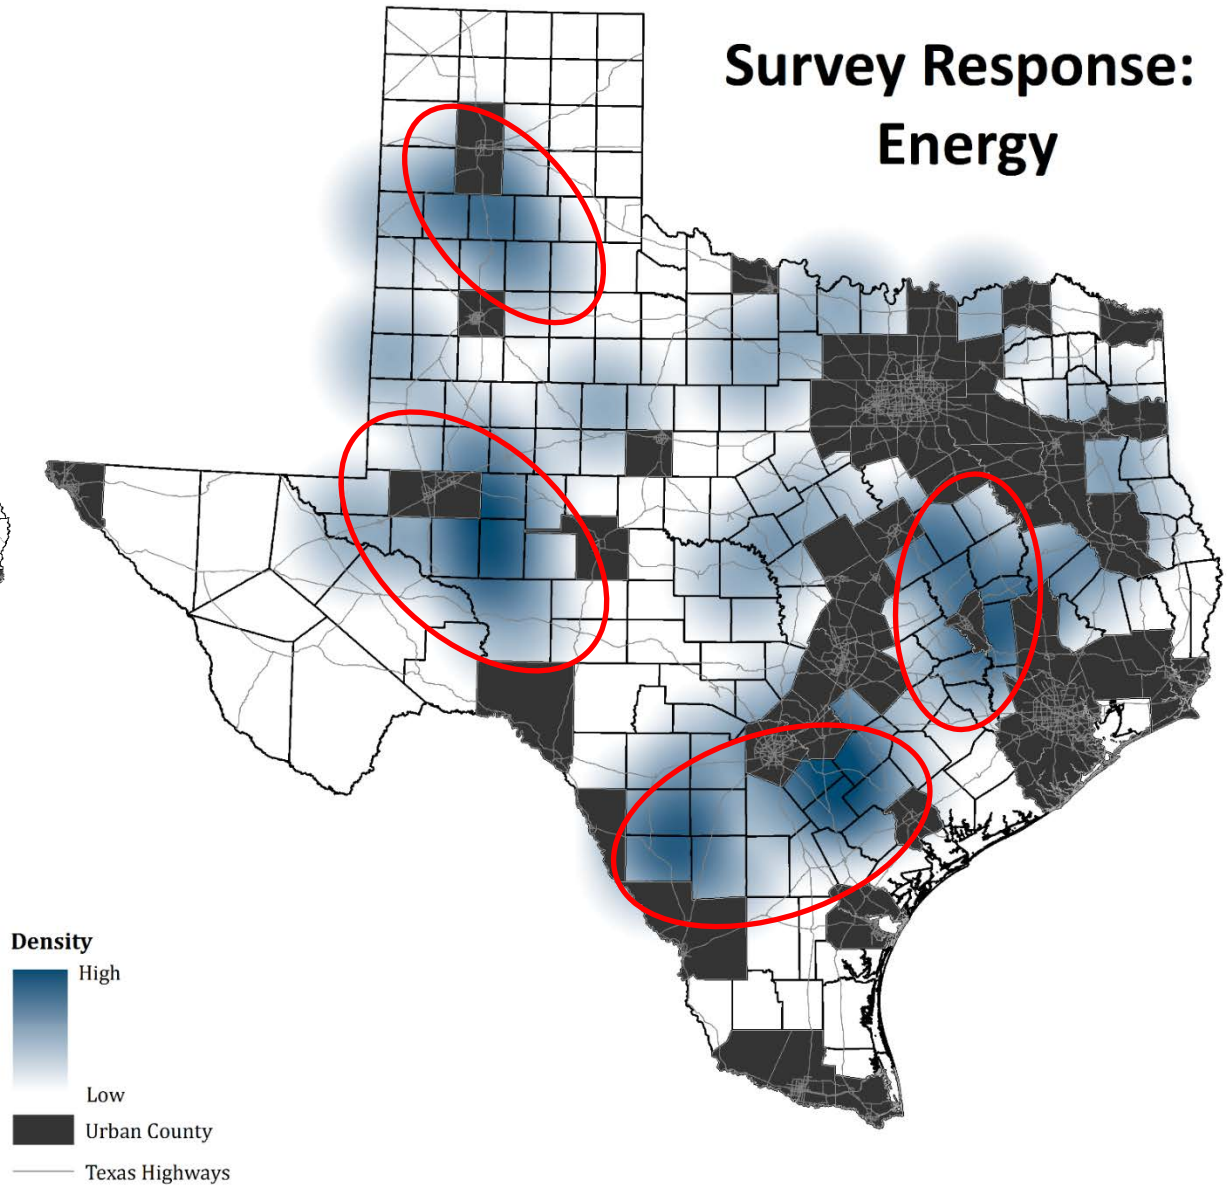 Survey Response:
Energy
Density
High
Low
Urban County
Texas Highways